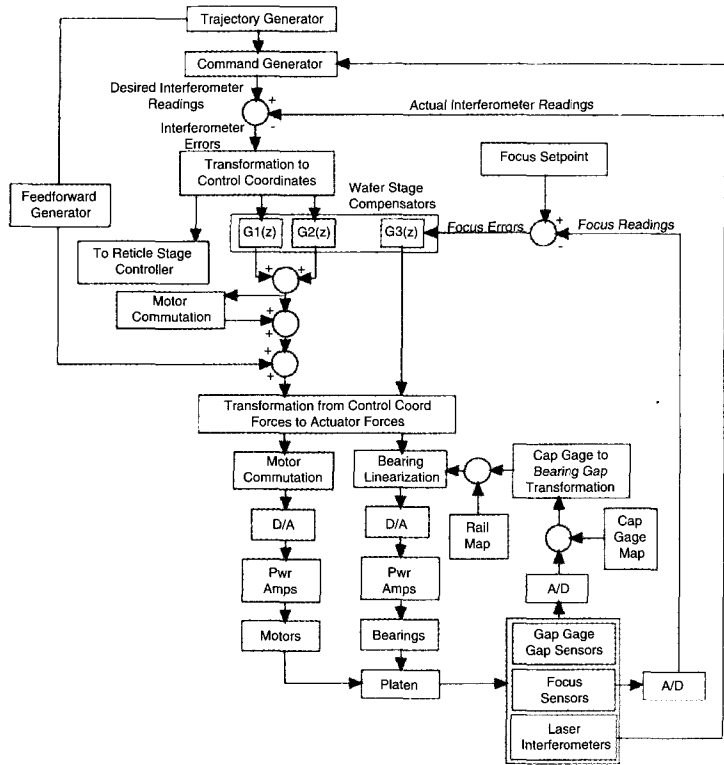 Trajectory Generator
Command Generator
Desired Interferometer
Readings
+
-
Actual Interferometer Readings
Interferometer
Errors
Transformation to
Control Coordinates
Focus Setpoint
Feedforward
Generator
Wafer Stage
Compensators
G1(z)
G2(z)
G3(z)
Focus Errors
+
-
Focus Readings
To Reticle Stage
Controller
+
+
Motor
Commutation
+
+
+
+
Transformation from Control Coord
Forces to Actuator Forces
Motor
Commutation
Bearing
Linearization
Cap Gage to
Bearing Gap
Transformation
D/A
D/A
Rail
Map
Cap
Gage
Map
Pwr
Amps
Pwr
Amps
A/D
Motors
Bearings
Gap Gage
Gap Sensors
Platen
Focus
Sensors
A/D
Laser
Interferometers